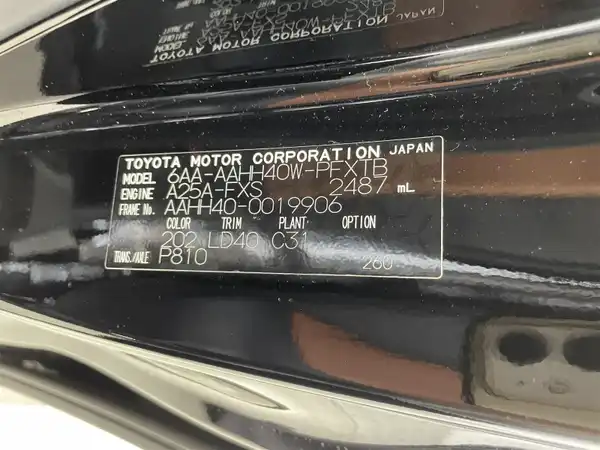 TOYOTA MOTOR CORPORATION JAPAN
MODEL 6AA-AAHH40W-PFXTB
ENGINE A25A-FXS 2487 mL
FRAME No. AAHH40-0019906
COLOR TRIM PLANT OPTION
202 LD40 C31
TRANS./AXLE P810 260